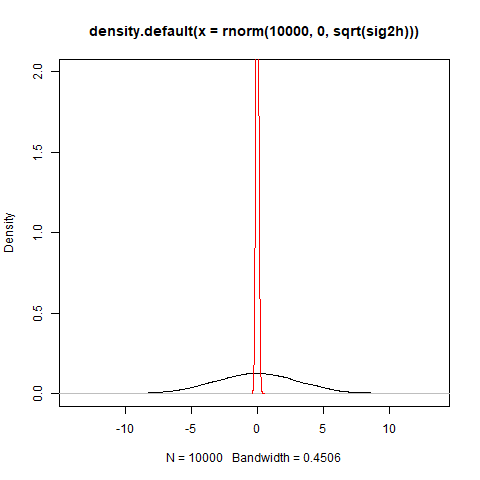 density.default(x = rnorm(10000, 0, sqrt(sig2h)))
2.0
1.5
1.0
0.5
0.0
Density
-10 -5 0 5 10
N = 10000 Bandwidth = 0.4506